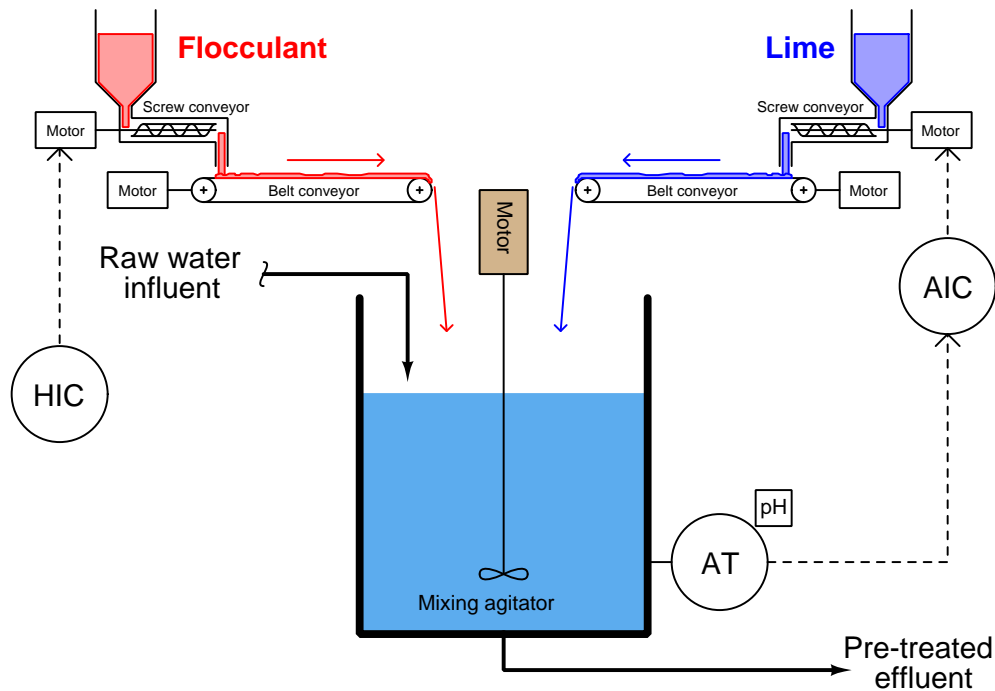 Flocculant
Lime
Screw conveyor
Screw conveyor
Motor
Motor
Motor
+
Belt conveyor
+
+
Belt conveyor
+
Motor
Motor
Raw water
influent
AIC
HIC
pH
AT
Mixing agitator
Pre-treated
effluent